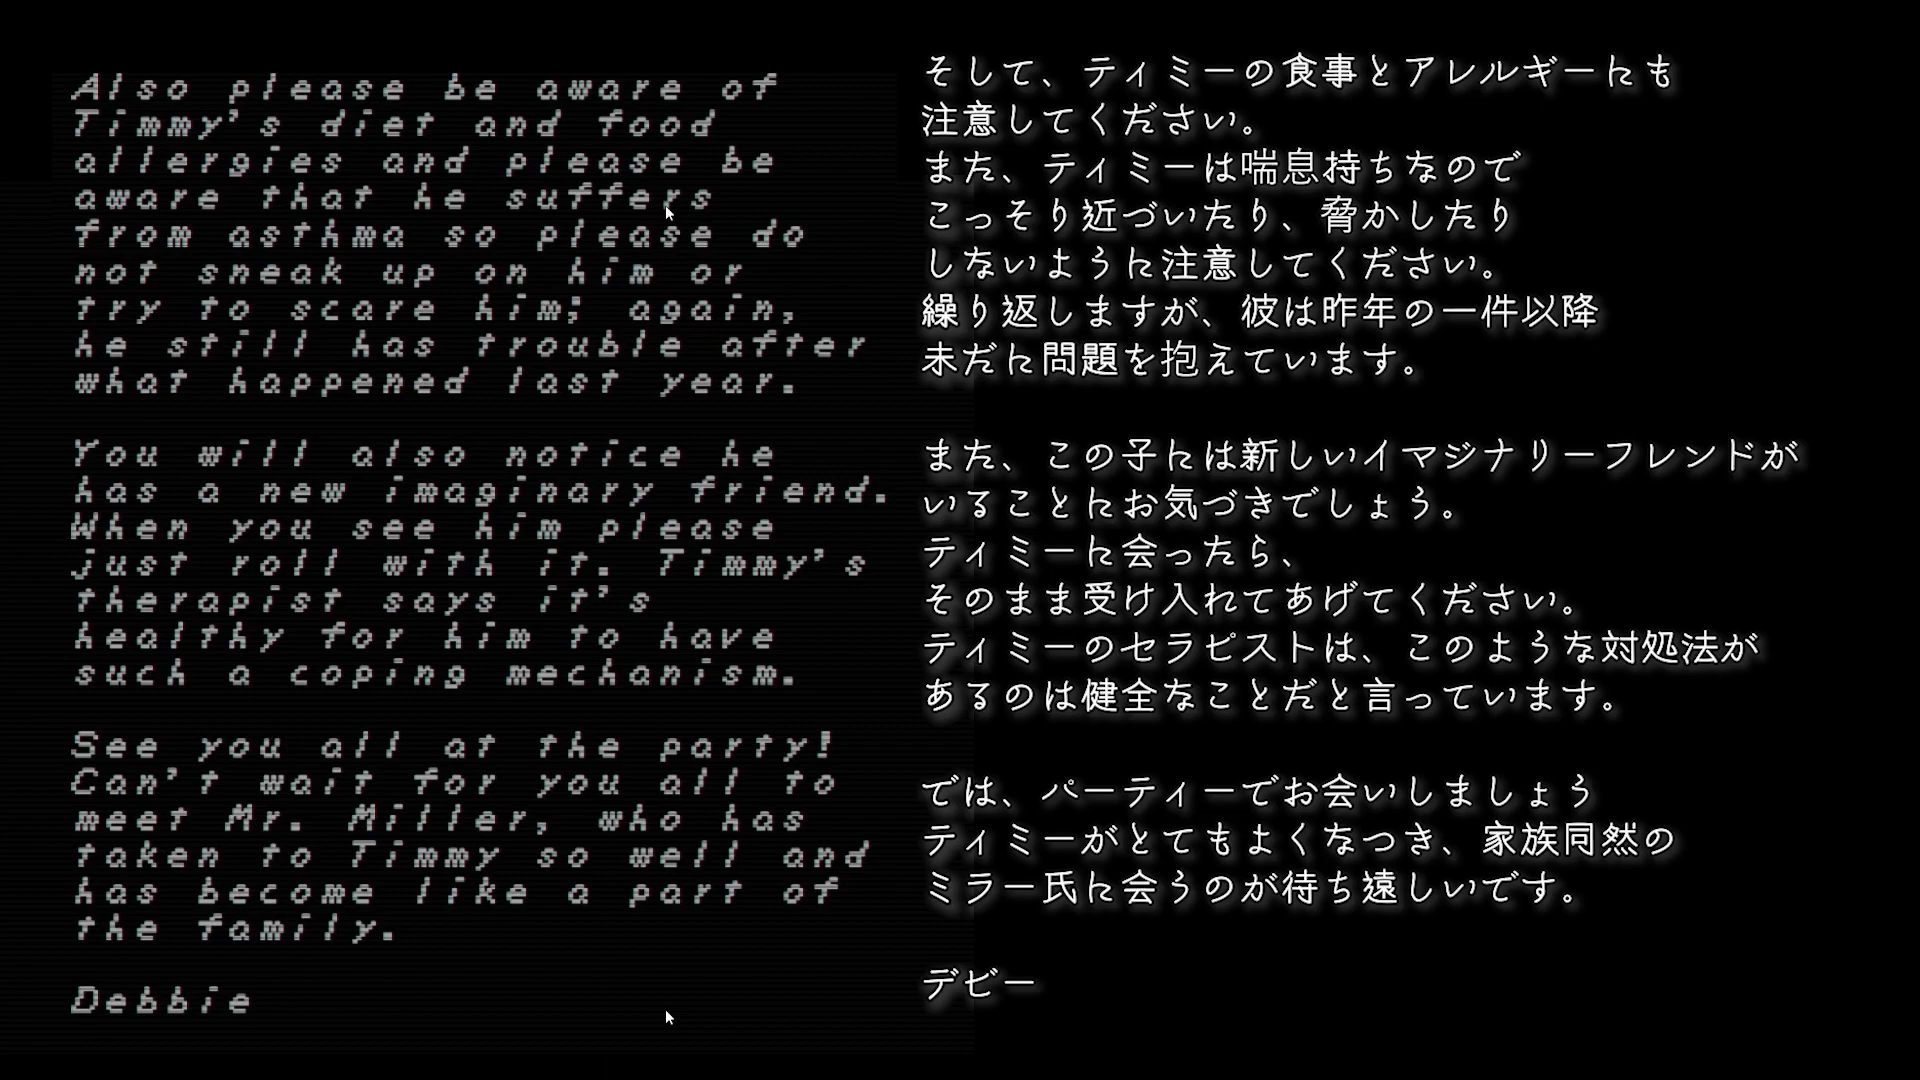 Also please be aware of
Timmy's diet and food
allergies and please be
aware that he suffers
from asthma so please do
not sneak up on him or
try to scare him; again,
he still has trouble after
what happened last year.
You will also notice he
has a new imaginary friend.
When you see him please
just roll with it. Timmy's
therapist says it's
healthy for him to have
such a coping mechanism.
See you all at the party!
Can't wait for you all to
meet Mr. Miller, who has
taken to Timmy so well and
has become like a part of
the family.
Debbie
そして、ティミーの食事とアレルギーにも
注意してください。
また、ティミーは喘息持ちなので
こっそり近づいたり、脅かしたり
しないように注意してください。
繰り返しますが、彼は昨年の一件以降
未だに問題を抱えています。
また、この子には新しいイマジナリーフレンドが
いることにお気づきでしょう。
ティミーに会ったら、
そのまま受け入れてあげてください。
ティミーのセラピストは、このような対処法が
あるのは健全なことだと言っています。
では、パーティーでお会いしましょう
ティミーがとてもよくなつき、家族同然の
ミラー氏に会うのが待ち遠しいです。
デビー